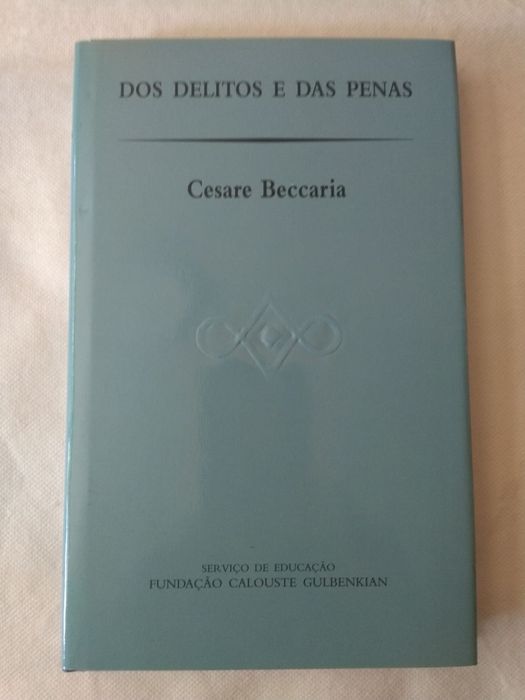 DOS DELITOS E DAS PENAS
Cesare Beccaria
SERVIÇO DE EDUCAÇÃO
FUNDAÇÃO CALOUSTE GULBENKIAN